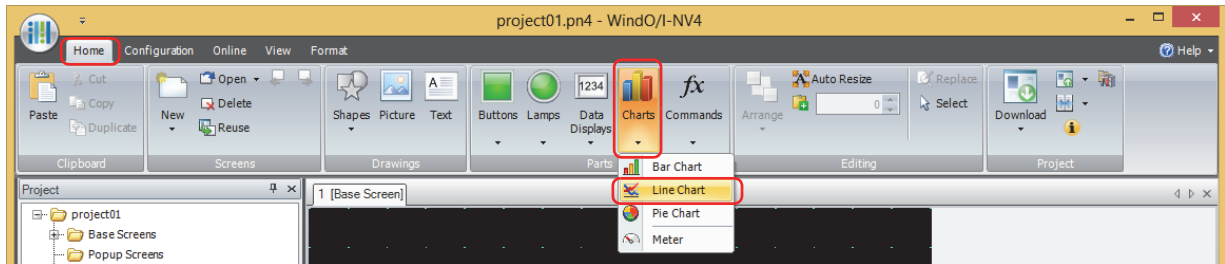 project01.pn4 - WindO/I-NV4
Home Configuration Online View Format Help
Cut
Copy
Duplicate
Paste
Clipboard
New
Open
Delete
Reuse
Screens
Shapes Picture Text
Drawings
Buttons Lamps Data Displays Charts Commands
1234
fx
Parts
Arrange
Auto Resize
0
Replace
Select
Editing
Download
Project
Bar Chart
Line Chart
Pie Chart
Meter
Project
project01
Base Screens
Popup Screens
1 [Base Screen]